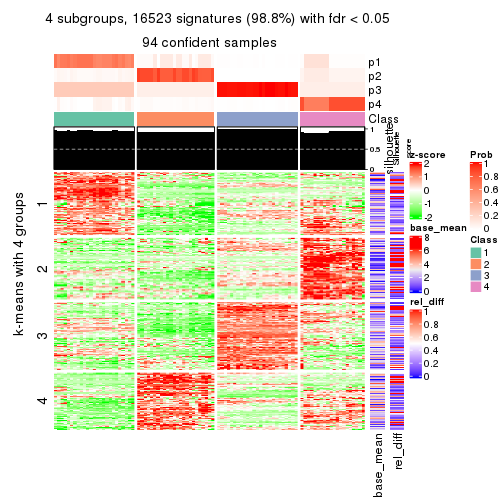 4 subgroups, 16523 signatures (98.8%) with fdr < 0.05
94 confident samples
p1
p2
p3
p4
Class
1
0.5
0
silhouette
Silhouette
score
k-means with 4 groups
1
2
3
4
base_mean
rel_diff
z-score
2
1
0
-1
-2
base_mean
8
6
4
2
0
rel_diff
1
0.8
0.6
0.4
0.2
0
Prob
1
0.8
0.6
0.4
0.2
0
Class
1
2
3
4